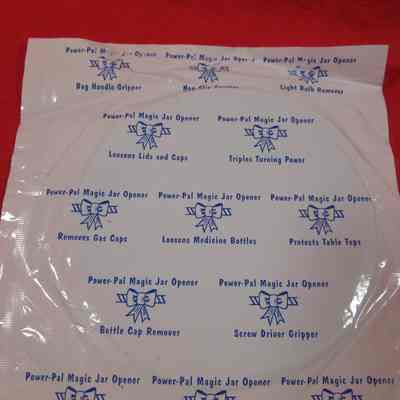 Power-Pal Magic Jar Opener Power-Pal Magic Jar Opener Power-Pal Magic Jar Opener
Bag Handle Gripper Non-Slip Light Bulb Remover
Power-Pal Magic Jar Opener Power-Pal Magic Jar Opener
Loosens Lids and Caps Triples Turning Power
Power-Pal Magic Jar Opener Power-Pal Magic Jar Opener Power-Pal Magic Jar Opener
Removes Gas Caps Loosens Medicine Bottles Protects Table Tops
Power-Pal Magic Jar Opener Power-Pal Magic Jar Opener
Bottle Cap Remover Screw Driver Gripper
Power-Pal Magic Jar Opener Power-Pal Magic Jar Opener Power-Pal Magic Jar Opener